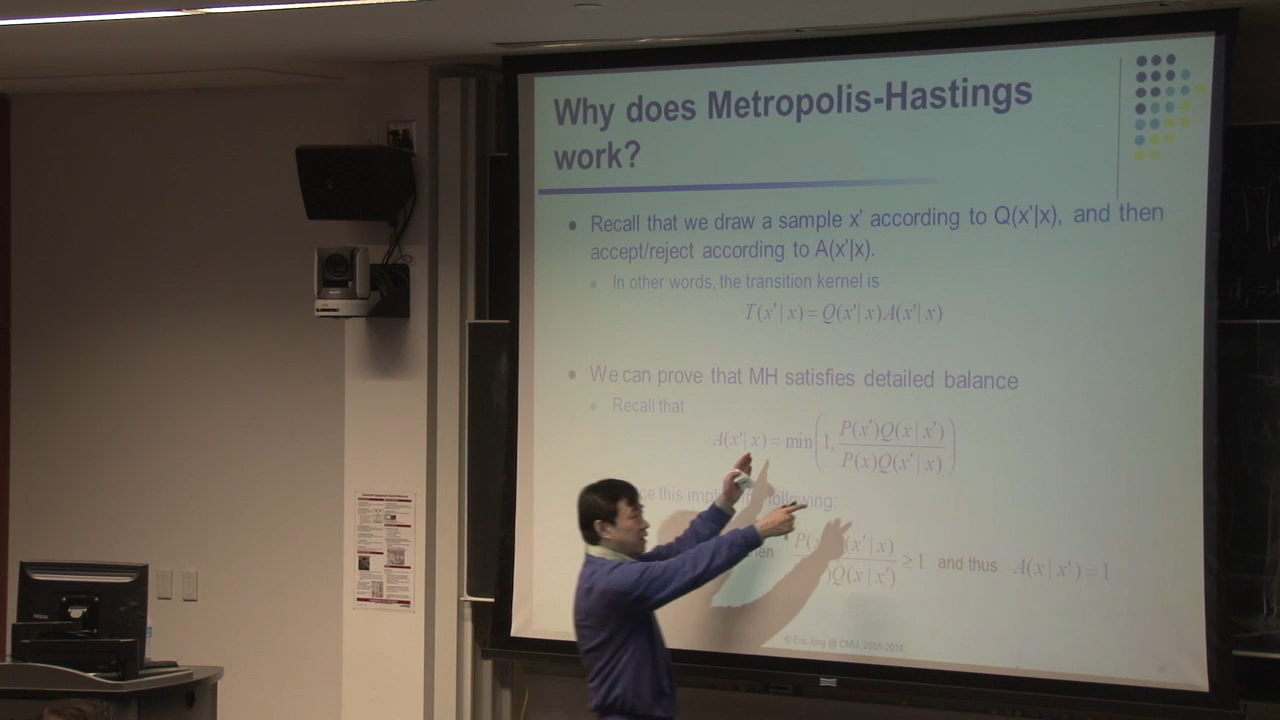 Why does Metropolis-Hastings
work?
• Recall that we draw a sample x' according to Q(x'|x), and then
accept/reject according to A(x'|x).
• In other words, the transition kernel is
T(x'|x) = Q(x'|x)A(x'|x)
• We can prove that MH satisfies detailed balance
• Recall that
A(x'|x) = min(1, P(x')Q(x|x') / P(x)Q(x'|x))
this following:
(x'|x) / )Q(x|x') ≥ 1 and thus A(x|x') = 1
© Eric Xing @ CMU, 2005-2014